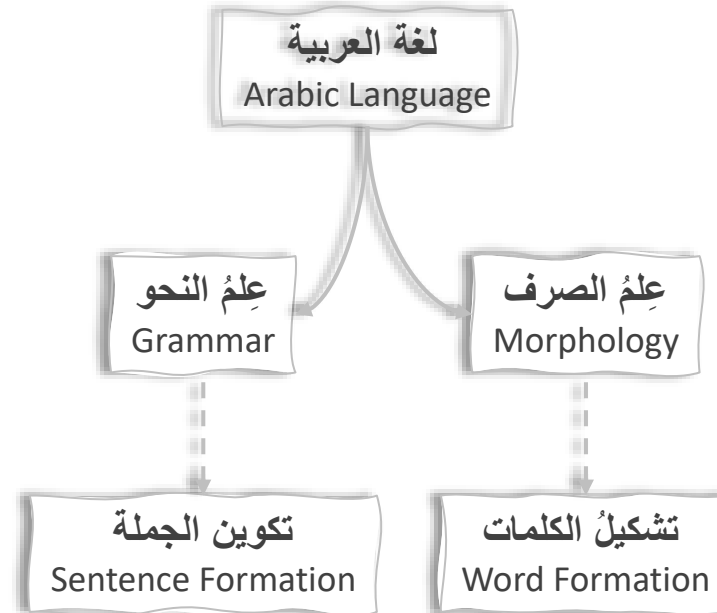 لغة العربية
Arabic Language
عِلمُ النحو
Grammar
عِلمُ الصرف
Morphology
تكوين الجملة
Sentence Formation
تشكيلُ الكلمات
Word Formation